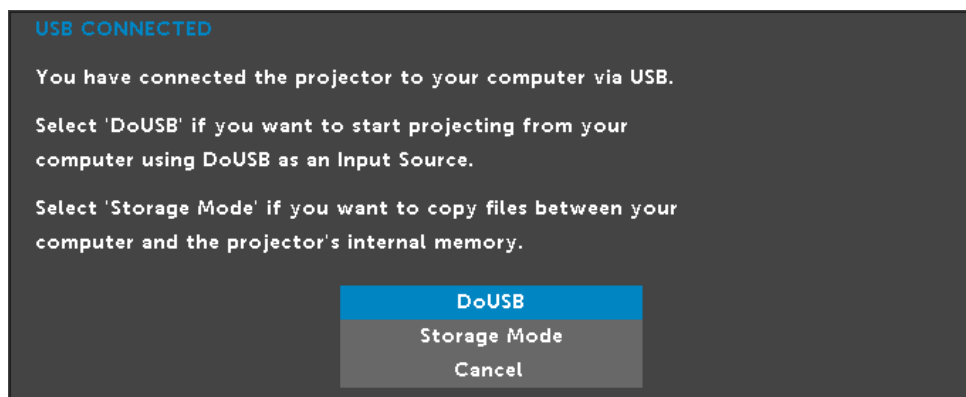 USB CONNECTED
You have connected the projector to your computer via USB.
Select 'DoUSB' if you want to start projecting from your
computer using DoUSB as an Input Source.
Select 'Storage Mode' if you want to copy files between your
computer and the projector's internal memory.
DoUSB
Storage Mode
Cancel